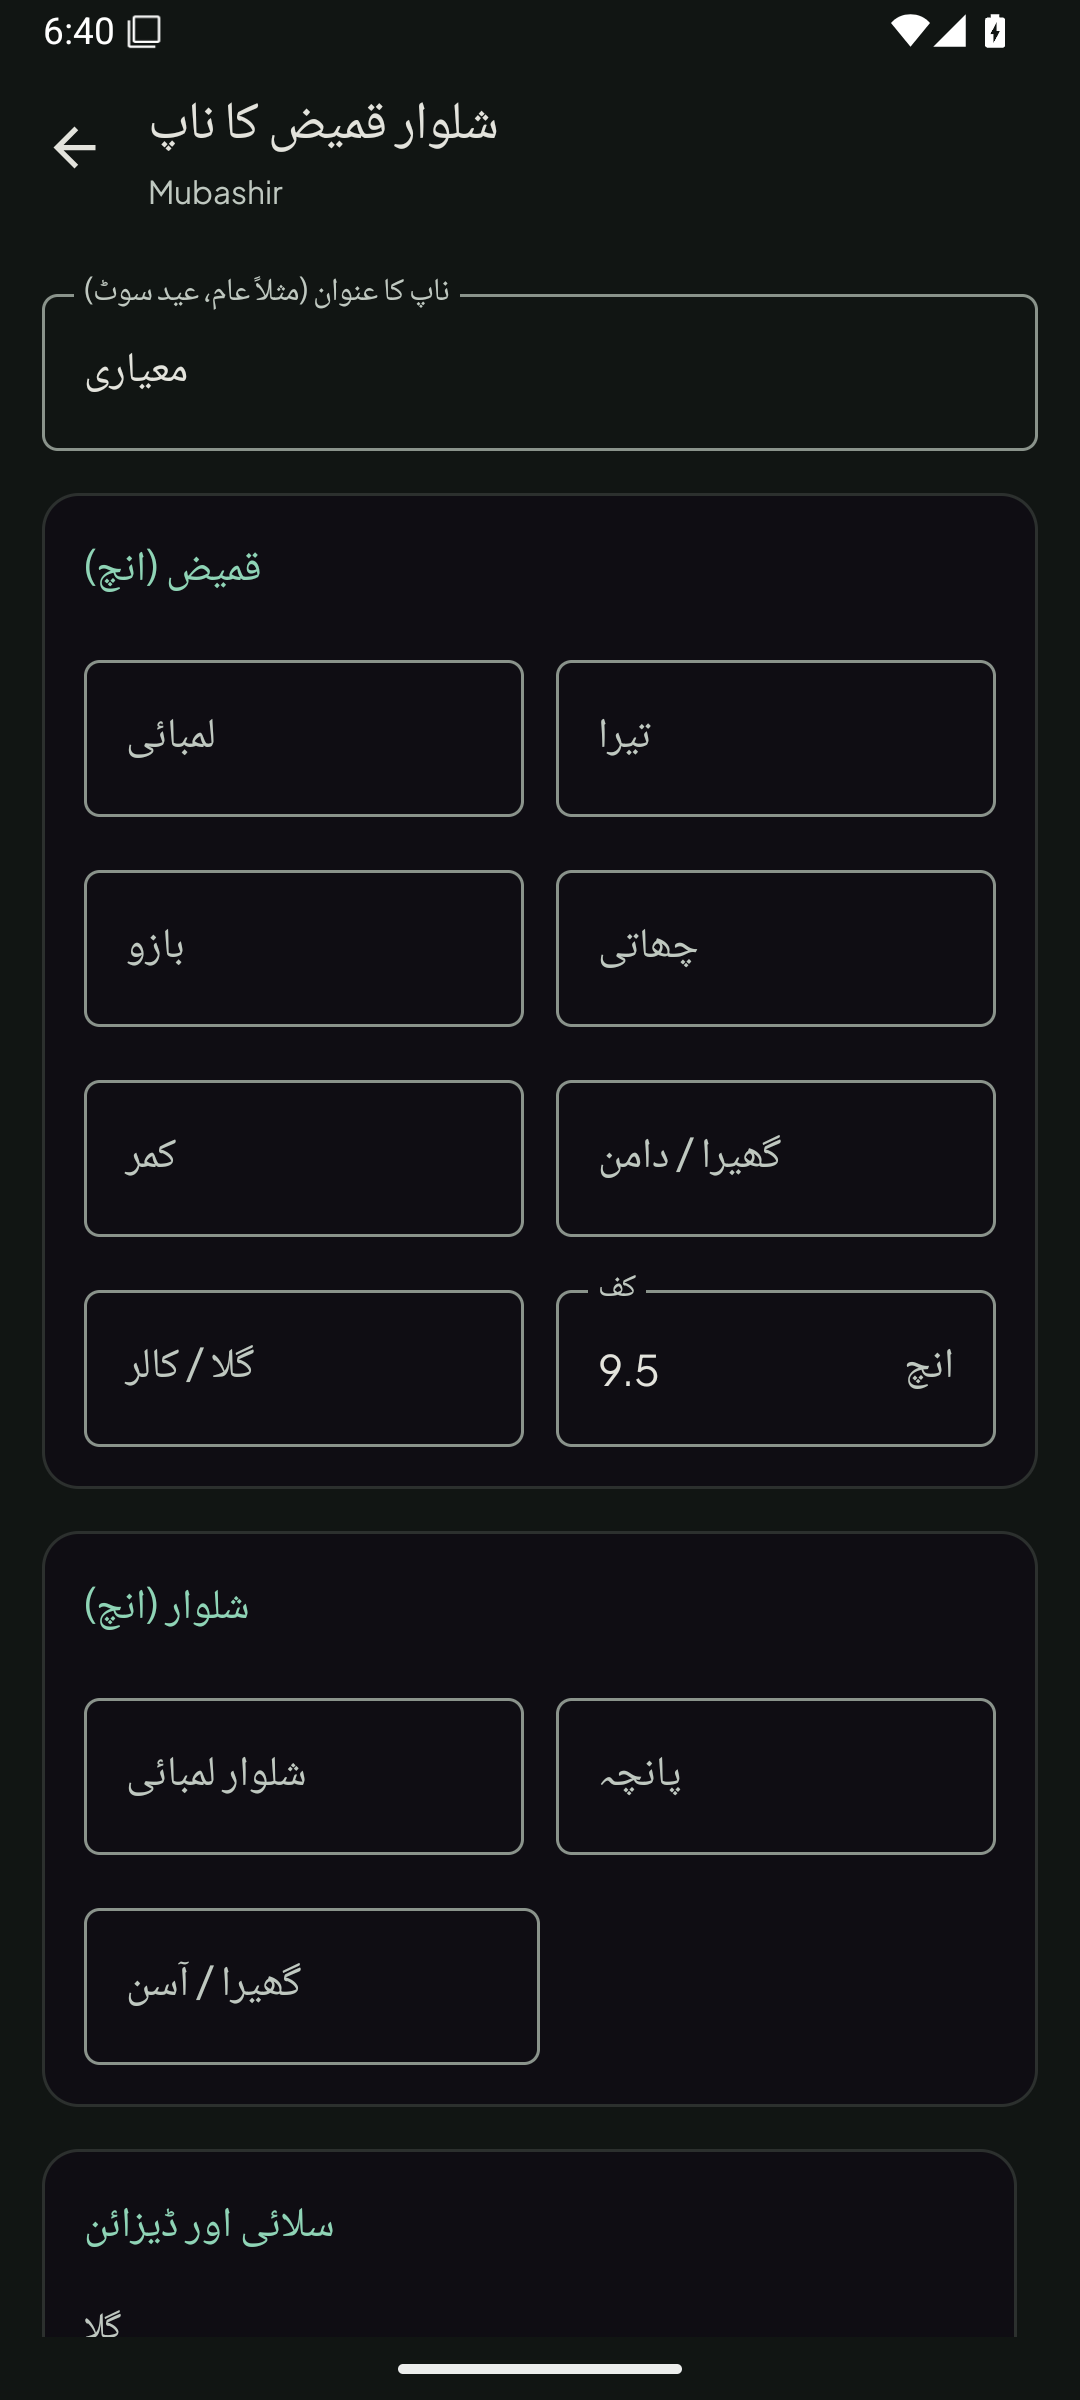 6:40
شلوار قمیض کا ناپ
Mubashir
ناپ کا عنوان (مثلاً عام، عید سوٹ)
معیاری
قمیض (انچ)
لمبائی
تیرا
بازو
چھاتی
کمر
گھیرا / دامن
گلا / کالر
کف
9.5
انچ
شلوار (انچ)
شلوار لمبائی
پانچہ
گھیرا / آسن
سلائی اور ڈیزائن
گلا